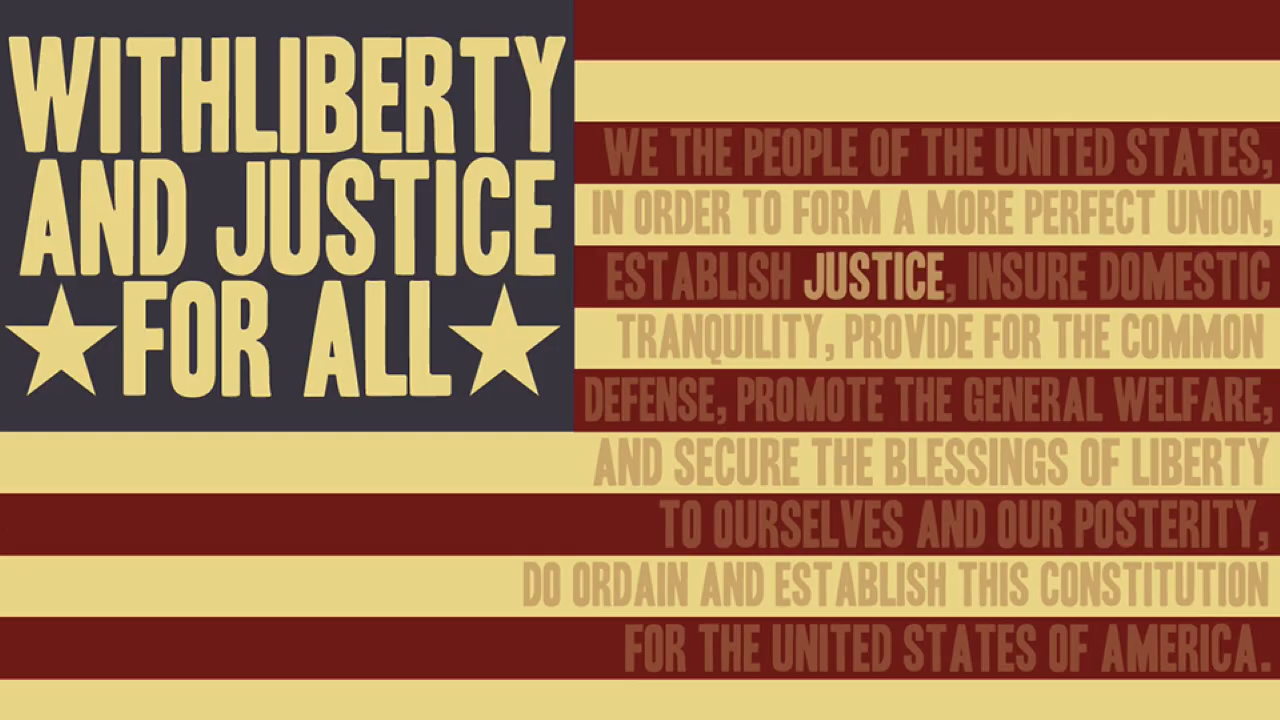 WITHLIBERTY
AND JUSTICE
FOR ALL
WE THE PEOPLE OF THE UNITED STATES,
IN ORDER TO FORM A MORE PERFECT UNION,
ESTABLISH JUSTICE, INSURE DOMESTIC
TRANQUILITY, PROVIDE FOR THE COMMON
DEFENSE, PROMOTE THE GENERAL WELFARE,
AND SECURE THE BLESSINGS OF LIBERTY
TO OURSELVES AND OUR POSTERITY,
DO ORDAIN AND ESTABLISH THIS CONSTITUTION
FOR THE UNITED STATES OF AMERICA.